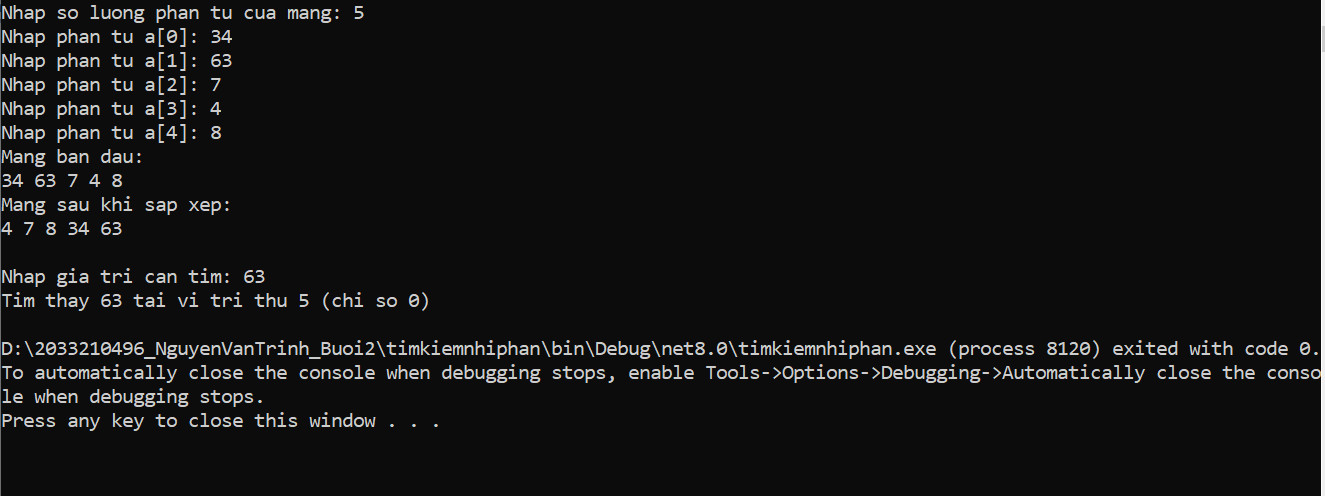 Nhap so luong phan tu cua mang: 5
Nhap phan tu a[0]: 34
Nhap phan tu a[1]: 63
Nhap phan tu a[2]: 7
Nhap phan tu a[3]: 4
Nhap phan tu a[4]: 8
Mang ban dau:
34 63 7 4 8
Mang sau khi sap xep:
4 7 8 34 63
Nhap gia tri can tim: 63
Tim thay 63 tai vi tri thu 5 (chi so 0)
D:\2033210496_NguyenVanTrinh_Buoi2\timkiemnhiphan\bin\Debug\net8.0\timkiemnhiphan.exe (process 8120) exited with code 0.
To automatically close the console when debugging stops, enable Tools->Options->Debugging->Automatically close the conso
le when debugging stops.
Press any key to close this window . . .